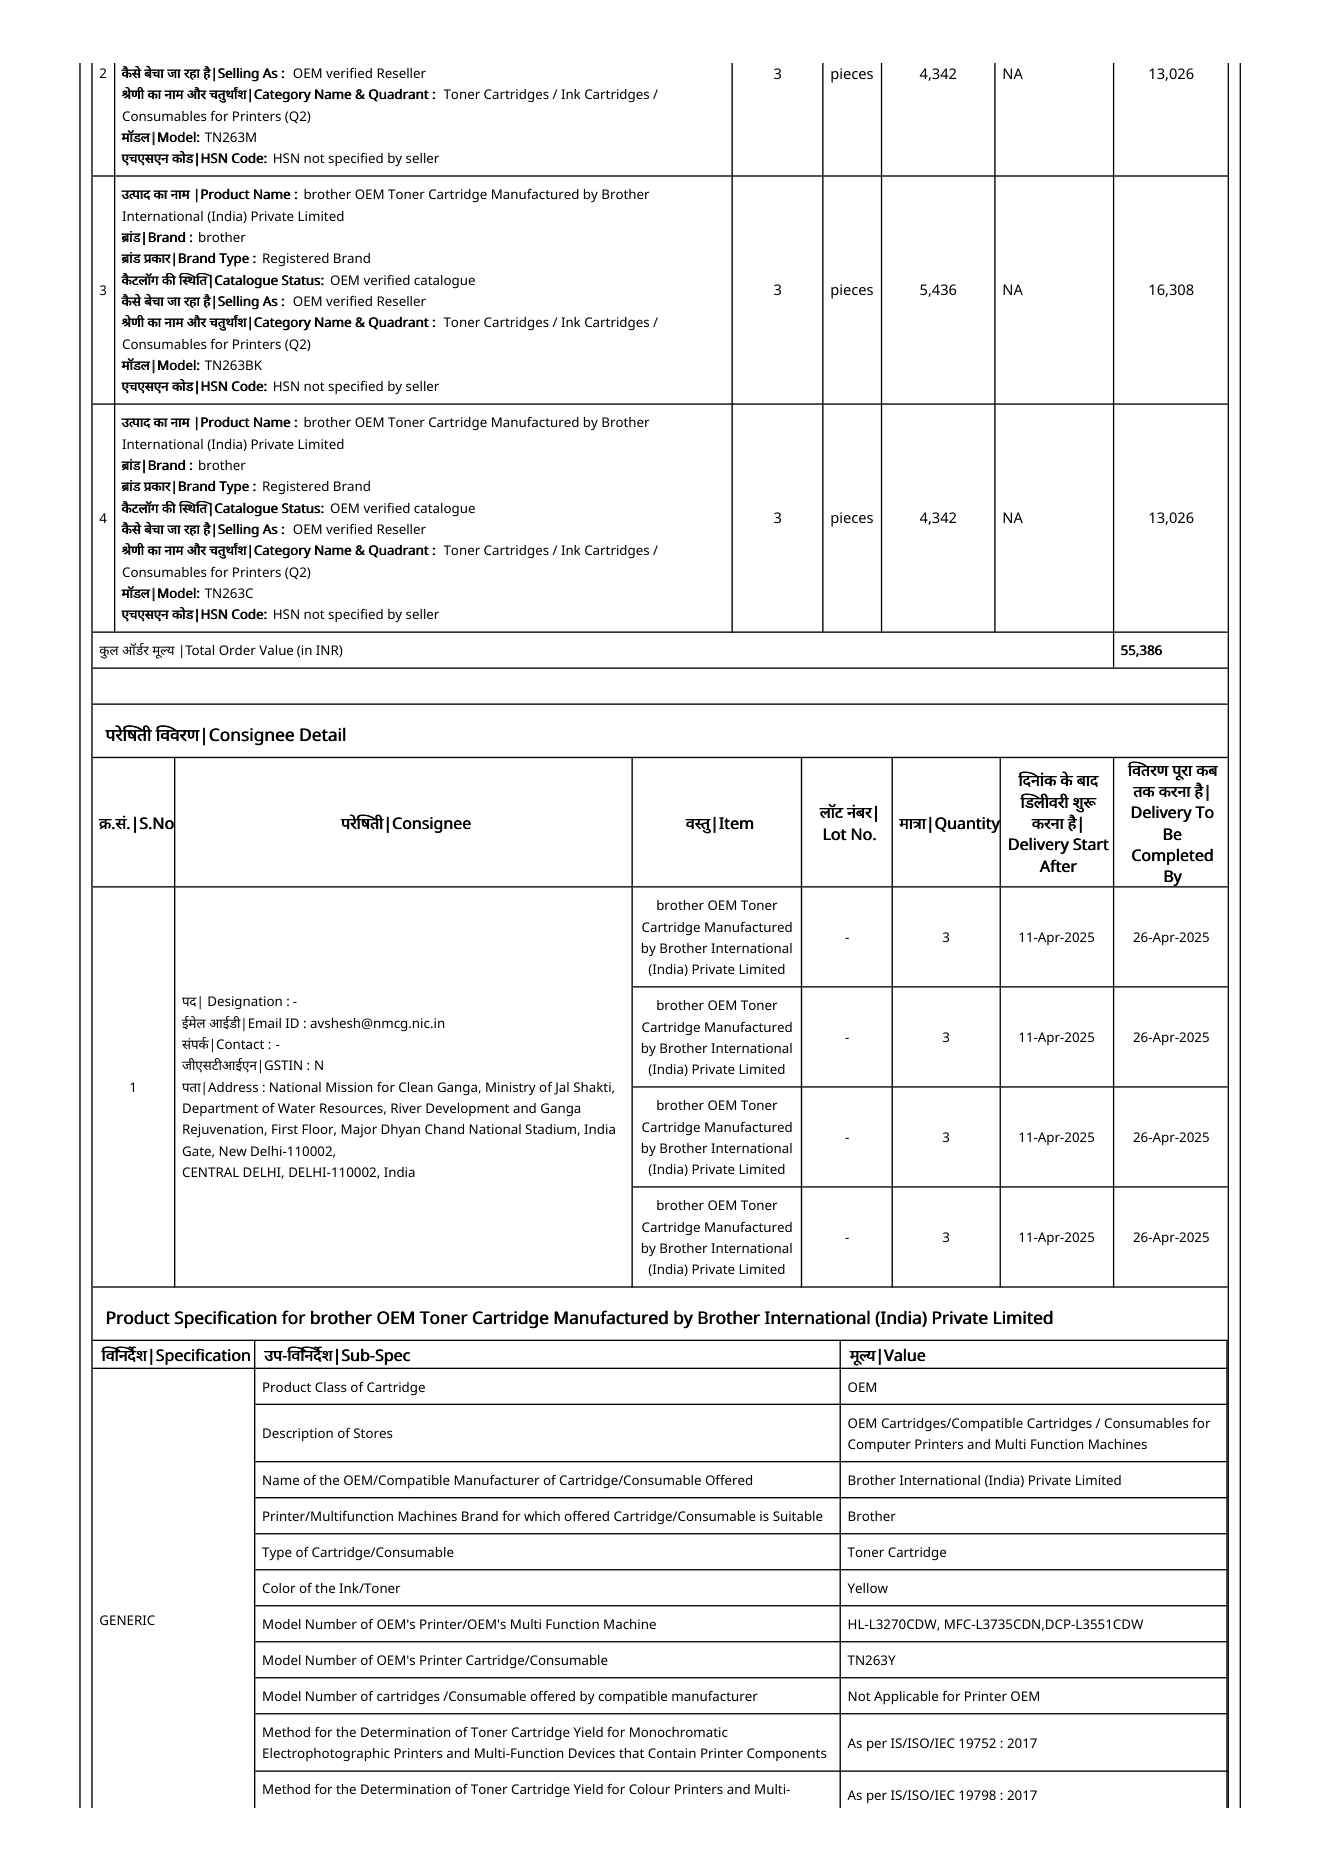 2
कैसे बेचा जा रहा है|Selling As : OEM verified Reseller
श्रेणी का नाम और चतुर्थांश|Category Name & Quadrant : Toner Cartridges / Ink Cartridges /
Consumables for Printers (Q2)
मॉडल|Model: TN263M
एचएसएन कोड|HSN Code: HSN not specified by seller
3
pieces
4,342
NA
13,026
3
उत्पाद का नाम |Product Name : brother OEM Toner Cartridge Manufactured by Brother
International (India) Private Limited
ब्रांड|Brand : brother
ब्रांड प्रकार|Brand Type : Registered Brand
कैटलॉग की स्थिति|Catalogue Status: OEM verified catalogue
कैसे बेचा जा रहा है|Selling As : OEM verified Reseller
श्रेणी का नाम और चतुर्थांश|Category Name & Quadrant : Toner Cartridges / Ink Cartridges /
Consumables for Printers (Q2)
मॉडल|Model: TN263BK
एचएसएन कोड|HSN Code: HSN not specified by seller
3
pieces
5,436
NA
16,308
4
उत्पाद का नाम |Product Name : brother OEM Toner Cartridge Manufactured by Brother
International (India) Private Limited
ब्रांड|Brand : brother
ब्रांड प्रकार|Brand Type : Registered Brand
कैटलॉग की स्थिति|Catalogue Status: OEM verified catalogue
कैसे बेचा जा रहा है|Selling As : OEM verified Reseller
श्रेणी का नाम और चतुर्थांश|Category Name & Quadrant : Toner Cartridges / Ink Cartridges /
Consumables for Printers (Q2)
मॉडल|Model: TN263C
एचएसएन कोड|HSN Code: HSN not specified by seller
3
pieces
4,342
NA
13,026
कुल ऑर्डर मूल्य |Total Order Value (in INR)
55,386
परेषिती विवरण|Consignee Detail
क्र.सं.|S.No
परेषिती|Consignee
वस्तु|Item
लॉट नंबर|
Lot No.
मात्रा|Quantity
दिनांक के बाद
डिलीवरी शुरू
करना है|
Delivery Start
After
वितरण पूरा कब
तक करना है|
Delivery To
Be
Completed
By
1
पद| Designation : -
ईमेल आईडी|Email ID : avshesh@nmcg.nic.in
संपर्क|Contact : -
जीएसटीआईएन|GSTIN : N
पता|Address : National Mission for Clean Ganga, Ministry of Jal Shakti,
Department of Water Resources, River Development and Ganga
Rejuvenation, First Floor, Major Dhyan Chand National Stadium, India
Gate, New Delhi-110002,
CENTRAL DELHI, DELHI-110002, India
brother OEM Toner
Cartridge Manufactured
by Brother International
(India) Private Limited
-
3
11-Apr-2025
26-Apr-2025
brother OEM Toner
Cartridge Manufactured
by Brother International
(India) Private Limited
-
3
11-Apr-2025
26-Apr-2025
brother OEM Toner
Cartridge Manufactured
by Brother International
(India) Private Limited
-
3
11-Apr-2025
26-Apr-2025
brother OEM Toner
Cartridge Manufactured
by Brother International
(India) Private Limited
-
3
11-Apr-2025
26-Apr-2025
Product Specification for brother OEM Toner Cartridge Manufactured by Brother International (India) Private Limited
विनिर्देश|Specification
उप-विनिर्देश|Sub-Spec
मूल्य|Value
GENERIC
Product Class of Cartridge
OEM
Description of Stores
OEM Cartridges/Compatible Cartridges / Consumables for
Computer Printers and Multi Function Machines
Name of the OEM/Compatible Manufacturer of Cartridge/Consumable Offered
Brother International (India) Private Limited
Printer/Multifunction Machines Brand for which offered Cartridge/Consumable is Suitable
Brother
Type of Cartridge/Consumable
Toner Cartridge
Color of the Ink/Toner
Yellow
Model Number of OEM's Printer/OEM's Multi Function Machine
HL-L3270CDW, MFC-L3735CDN,DCP-L3551CDW
Model Number of OEM's Printer Cartridge/Consumable
TN263Y
Model Number of cartridges /Consumable offered by compatible manufacturer
Not Applicable for Printer OEM
Method for the Determination of Toner Cartridge Yield for Monochromatic
Electrophotographic Printers and Multi-Function Devices that Contain Printer Components
As per IS/ISO/IEC 19752 : 2017
Method for the Determination of Toner Cartridge Yield for Colour Printers and Multi-
As per IS/ISO/IEC 19798 : 2017